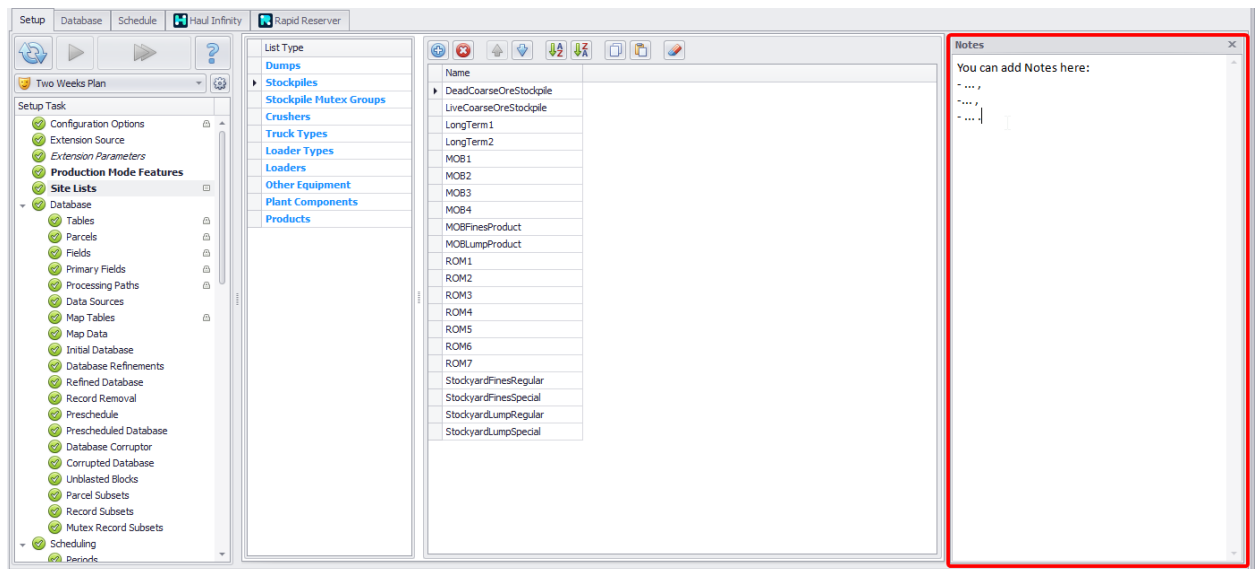 Setup
Database
Schedule
Haul Infinity
Rapid Reserver
Two Weeks Plan
Setup Task
Configuration Options
Extension Source
Extension Parameters
Production Mode Features
Site Lists
Database
Tables
Parcels
Fields
Primary Fields
Processing Paths
Data Sources
Map Tables
Map Data
Initial Database
Database Refinements
Refined Database
Record Removal
Preschedule
Prescheduled Database
Database Corruptor
Corrupted Database
Unblasted Blocks
Parcel Subsets
Record Subsets
Mutex Record Subsets
Scheduling
Periods
List Type
Dumps
Stockpiles
Stockpile Mutex Groups
Crushers
Truck Types
Loader Types
Loaders
Other Equipment
Plant Components
Products
Name
DeadCoarseOreStockpile
LiveCoarseOreStockpile
LongTerm1
LongTerm2
MOB1
MOB2
MOB3
MOB4
MOBFinesProduct
MOBLumpProduct
ROM1
ROM2
ROM3
ROM4
ROM5
ROM6
ROM7
StockyardFinesRegular
StockyardFinesSpecial
StockyardLumpRegular
StockyardLumpSpecial
Notes
You can add Notes here:
- ... ,
-... ,
- ... .